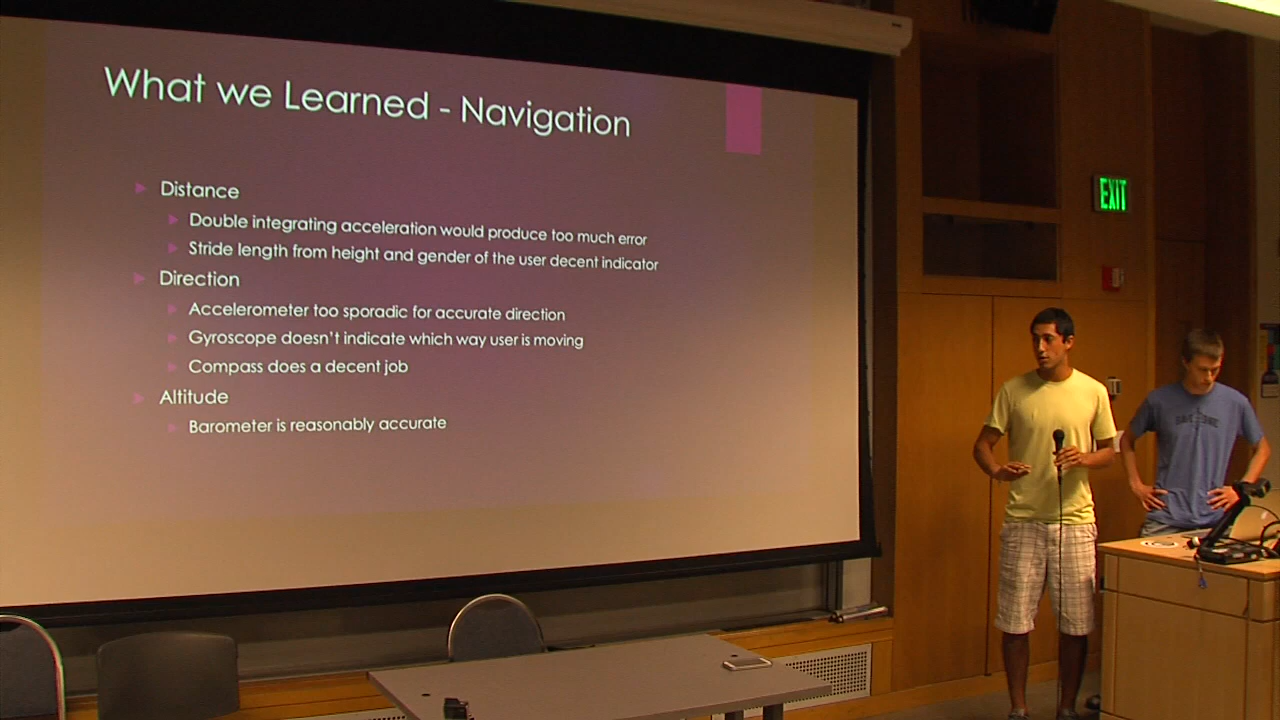 What we Learned - Navigation
Distance
Double integrating acceleration would produce too much error
Stride length from height and gender of the user decent indicator
Direction
Accelerometer too sporadic for accurate direction
Gyroscope doesn't indicate which way user is moving
Compass does a decent job
Altitude
Barometer is reasonably accurate
EXIT